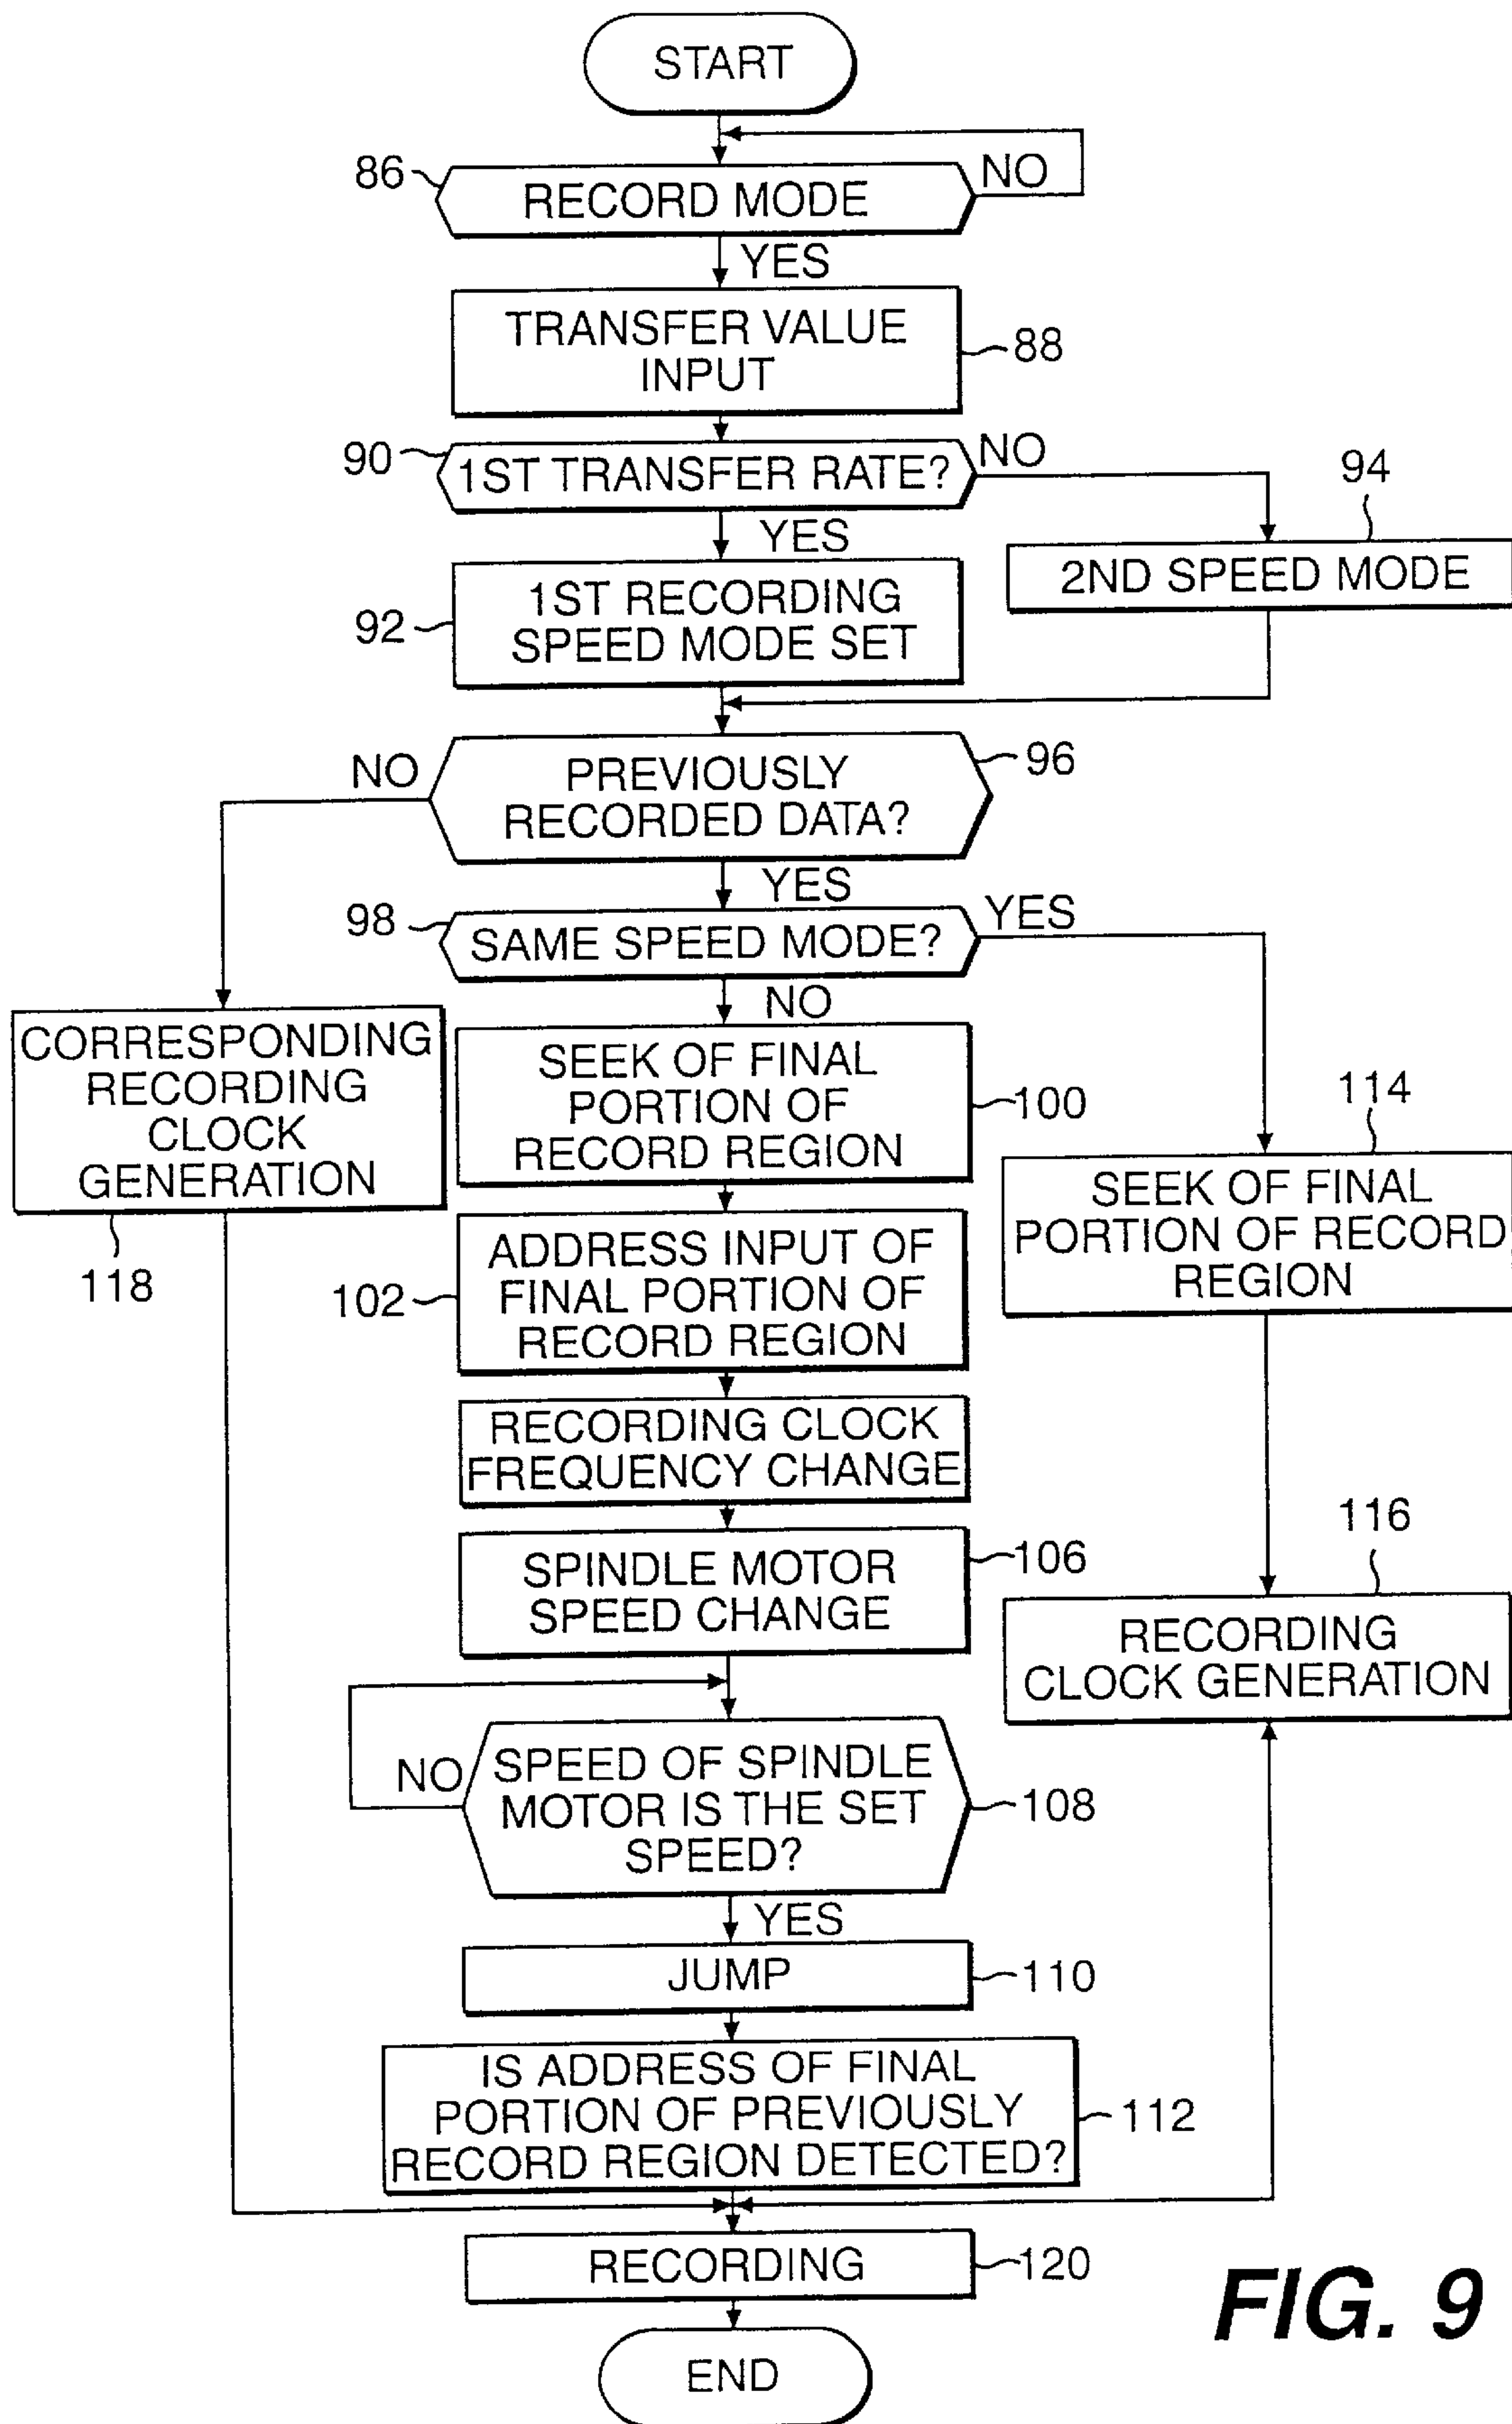 START
86
RECORD MODE
NO
YES
TRANSFER VALUE
INPUT
88
90
1ST TRANSFER RATE?
NO
94
YES
2ND SPEED MODE
92
1ST RECORDING
SPEED MODE SET
NO
PREVIOUSLY
RECORDED DATA?
96
YES
98
SAME SPEED MODE?
YES
NO
CORRESPONDING
RECORDING
CLOCK
GENERATION
118
SEEK OF FINAL
PORTION OF
RECORD REGION
100
114
SEEK OF FINAL
PORTION OF RECORD
REGION
102
ADDRESS INPUT OF
FINAL PORTION OF
RECORD REGION
RECORDING CLOCK
FREQUENCY CHANGE
SPINDLE MOTOR
SPEED CHANGE
106
116
RECORDING
CLOCK GENERATION
NO
SPEED OF SPINDLE
MOTOR IS THE SET
SPEED?
108
YES
JUMP
110
IS ADDRESS OF FINAL
PORTION OF PREVIOUSLY
RECORD REGION DETECTED?
112
RECORDING
120
END
FIG. 9